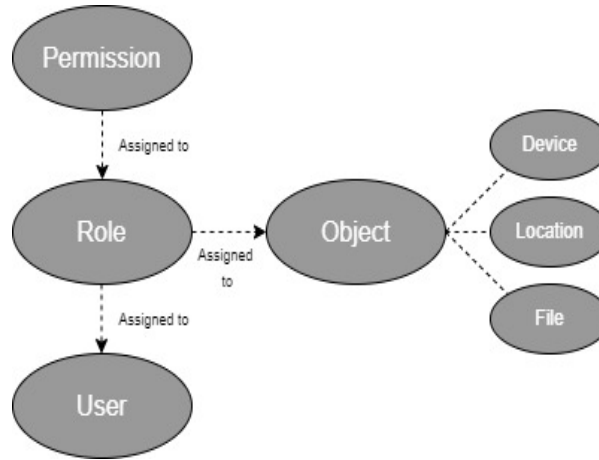 Permission
Assigned to
Device
Role
Assigned
to
Object
Location
Assigned to
File
User